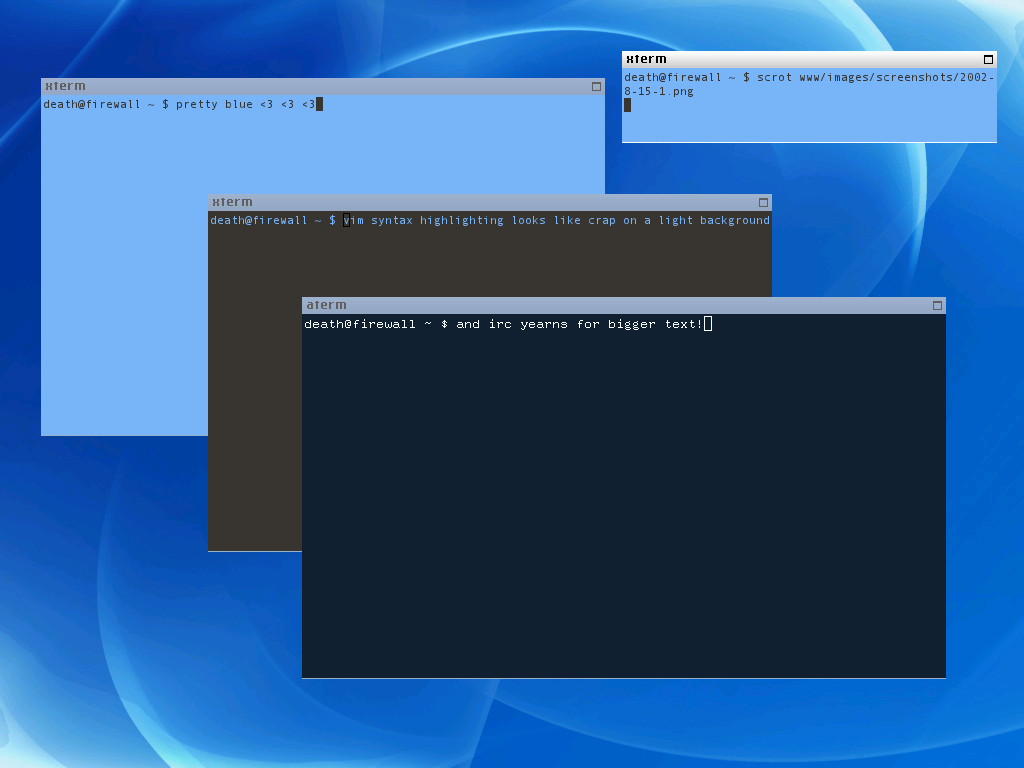 xterm
death@firewall ~ $ scrot www/images/screenshots/2002-
8-15-1.png
xterm
death@firewall ~ $ pretty blue <3 <3 <3
xterm
death@firewall ~ $ vim syntax highlighting looks like crap on a light background
aterm
death@firewall ~ $ and irc yearns for bigger text!